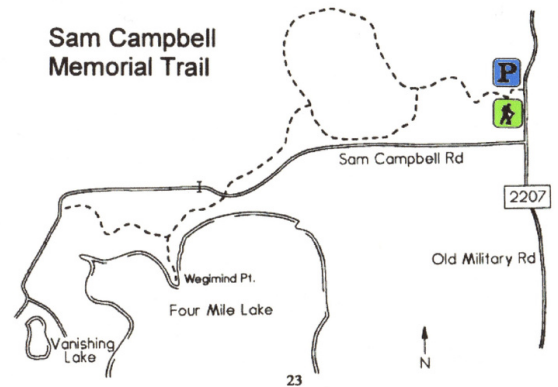 Sam Campbell
Memorial Trail
P
Sam Campbell Rd
2207
Old Military Rd
Wegimind Pt.
Four Mile Lake
Vanishing
Lake
N
23